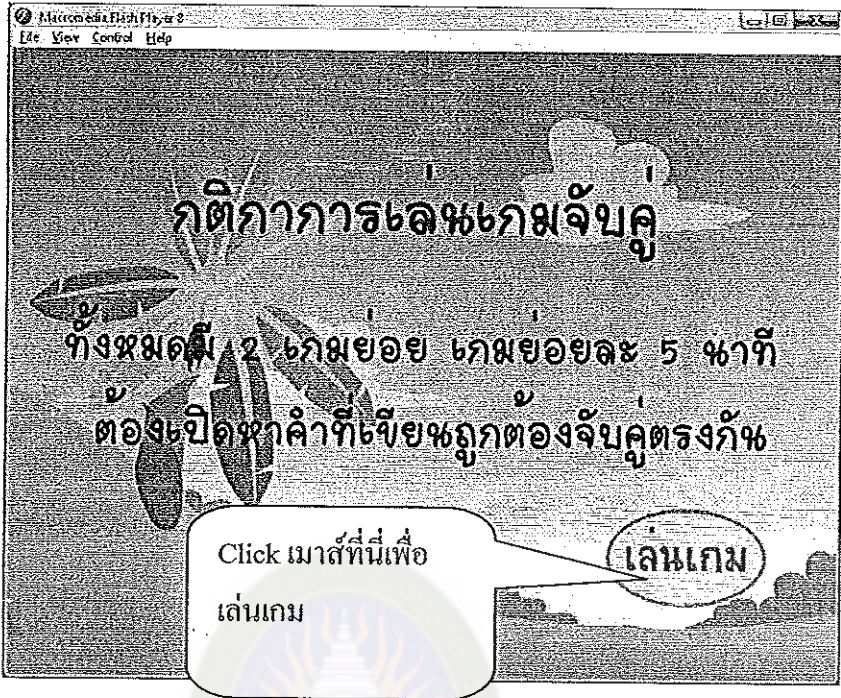 Macromedia Flash Player 8
File View Control Help
กติกาการเล่นเกมจับคู่
ทั้งหมดมี 2 เกมย่อย เกมย่อยละ 5 นาที
ต้องเปิดหาคำที่เขียนถูกต้องจับคู่ตรงกัน
Click เมาส์ที่นี่เพื่อ
เล่นเกม
เล่นเกม